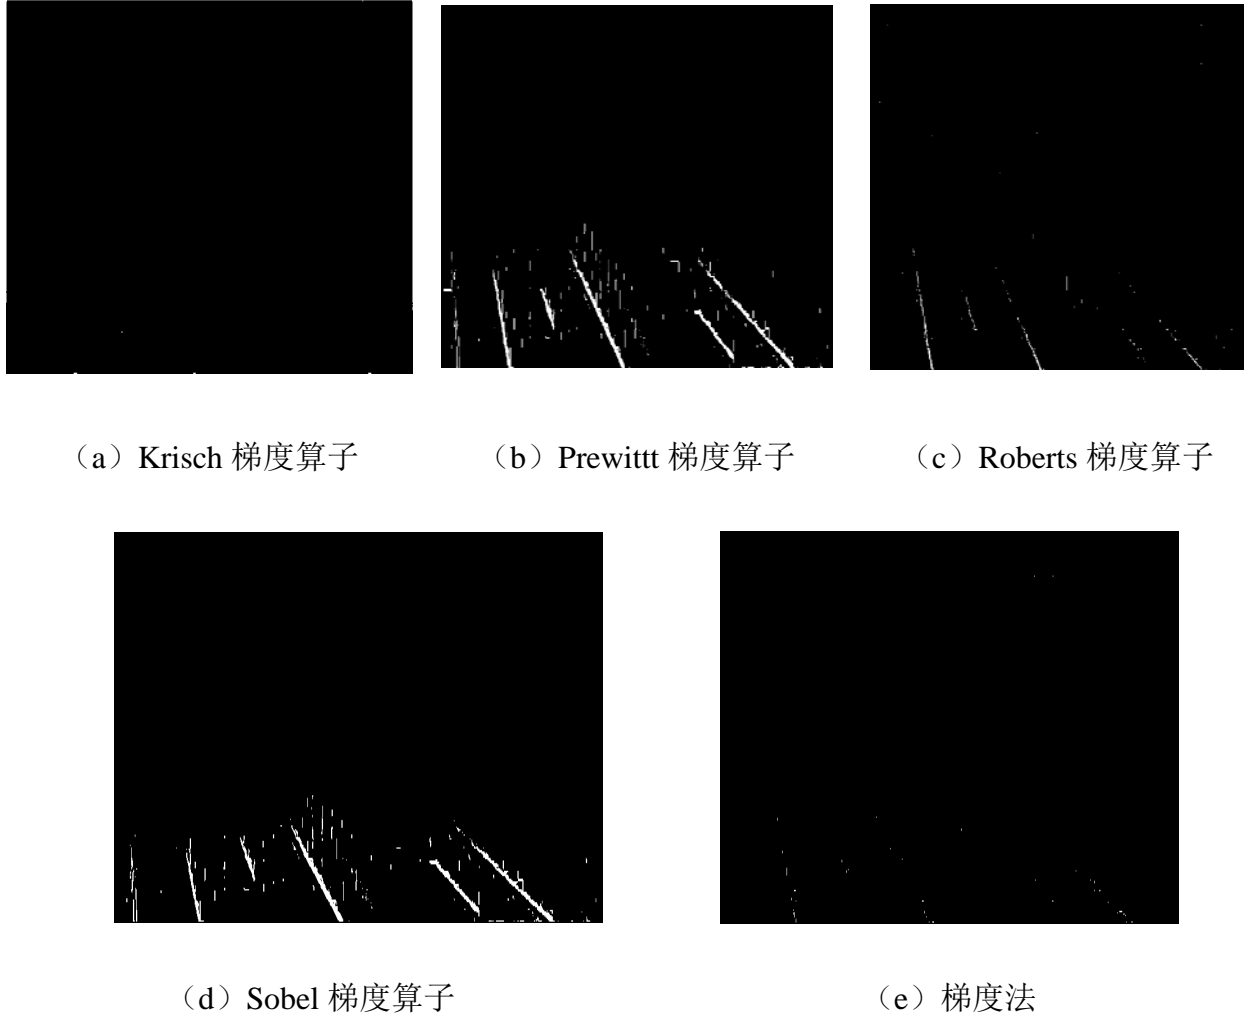 （a）Krisch 梯度算子
（b）Prewittt 梯度算子
（c）Roberts 梯度算子
（d）Sobel 梯度算子
（e）梯度法